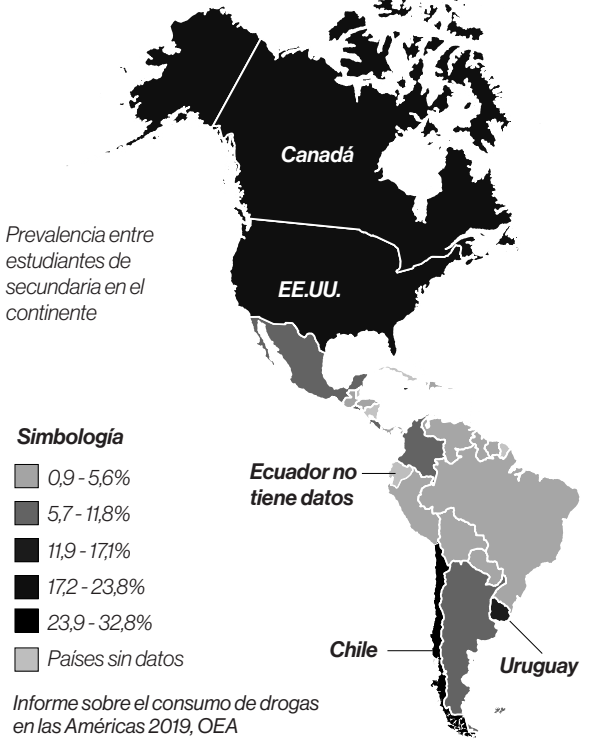 Canadá
Prevalencia entre
estudiantes de
secundaria en el
continente
EE.UU.
Simbología
0,9 - 5,6%
5,7 - 11,8%
11,9 - 17,1%
17,2 - 23,8%
23,9 - 32,8%
Países sin datos
Ecuador no
tiene datos
Chile
Uruguay
Informe sobre el consumo de drogas
en las Américas 2019, OEA